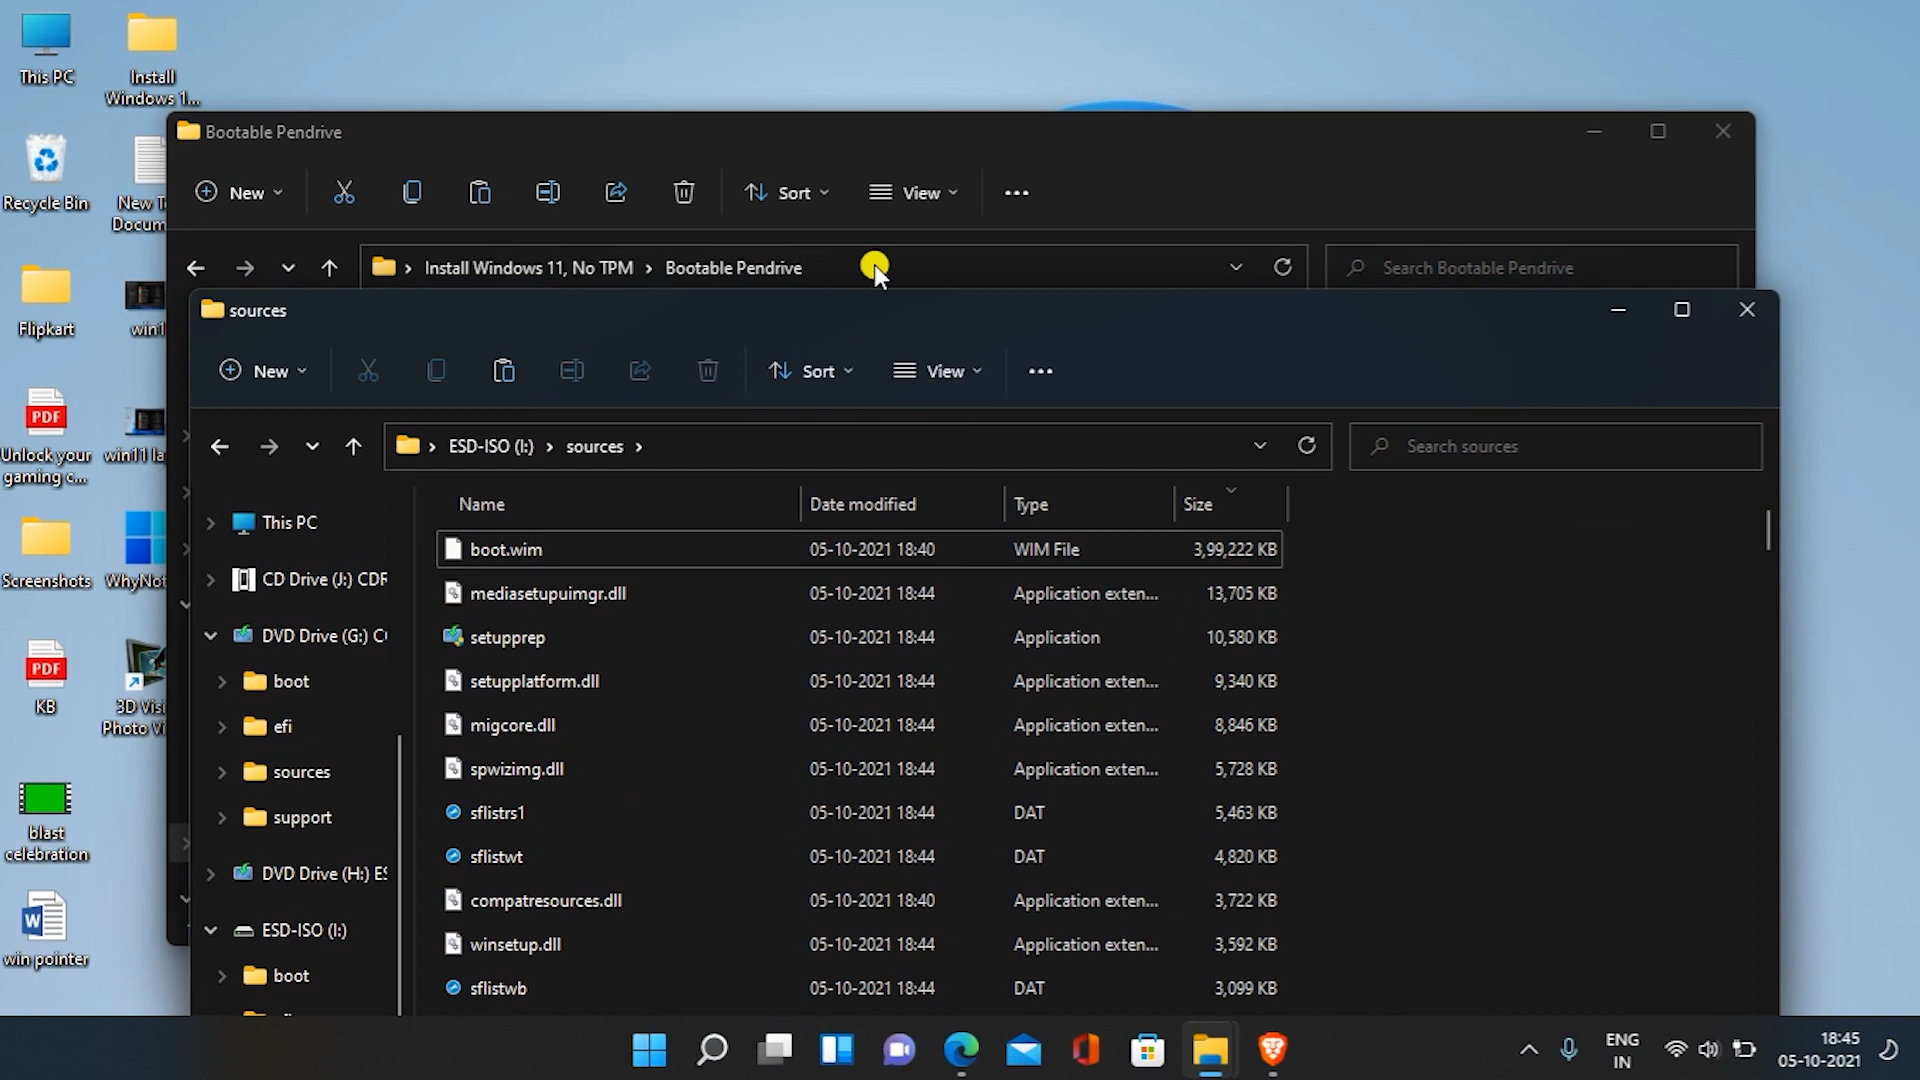 This PC
Install
Windows 1...
Recycle Bin
New T
Docum
Flipkart
win1
PDF
Unlock your
gaming c...
win11 la
Screenshots
WhyNot
PDF
KB
3D Visi
Photo Vi
blast
celebration
W
win pointer
Bootable Pendrive
New
Sort
View
Install Windows 11, No TPM > Bootable Pendrive
Search Bootable Pendrive
sources
New
Sort
View
ESD-ISO (I:) > sources >
Search sources
This PC
CD Drive (J:) CDR
DVD Drive (G:) C
boot
efi
sources
support
DVD Drive (H:) ES
ESD-ISO (I:)
boot
Name Date modified Type Size
boot.wim 05-10-2021 18:40 WIM File 3,99,222 KB
mediasetupuimgr.dll 05-10-2021 18:44 Application exten... 13,705 KB
setupprep 05-10-2021 18:44 Application 10,580 KB
setupplatform.dll 05-10-2021 18:44 Application exten... 9,340 KB
migcore.dll 05-10-2021 18:44 Application exten... 8,846 KB
spwizimg.dll 05-10-2021 18:44 Application exten... 5,728 KB
sflistrs1 05-10-2021 18:44 DAT 5,463 KB
sflistwt 05-10-2021 18:44 DAT 4,820 KB
compatresources.dll 05-10-2021 18:40 Application exten... 3,722 KB
winsetup.dll 05-10-2021 18:44 Application exten... 3,592 KB
sflistwb 05-10-2021 18:44 DAT 3,099 KB
ENG
IN
18:45
05-10-2021